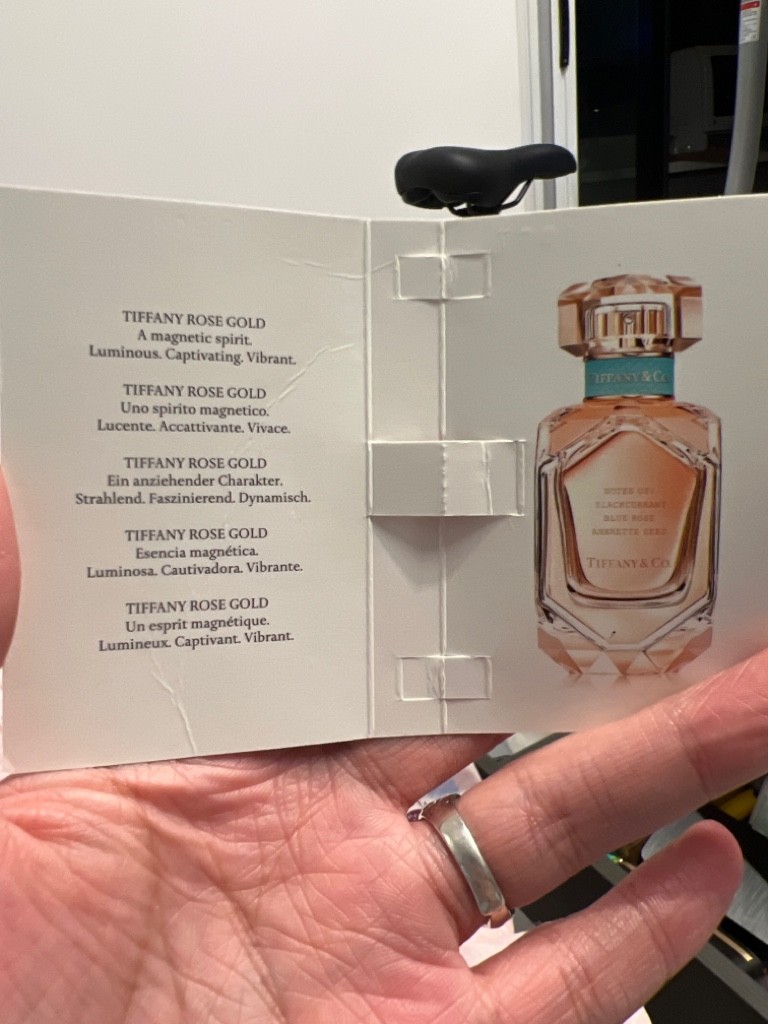 TIFFANY ROSE GOLD
A magnetic spirit.
Luminous. Captivating. Vibrant.
TIFFANY ROSE GOLD
Uno spirito magnetico.
Lucente. Accattivante. Vivace.
TIFFANY ROSE GOLD
Ein anziehender Charakter.
Strahlend. Faszinierend. Dynamisch.
TIFFANY ROSE GOLD
Esencia magnética.
Luminosa. Cautivadora. Vibrante.
TIFFANY ROSE GOLD
Un esprit magnétique.
Lumineux. Captivant. Vibrant.
TIFFANY & CO.
NOTES OF:
BLACKCURRANT
BLUE ROSE
AMBRETTE SEED
TIFFANY & CO.